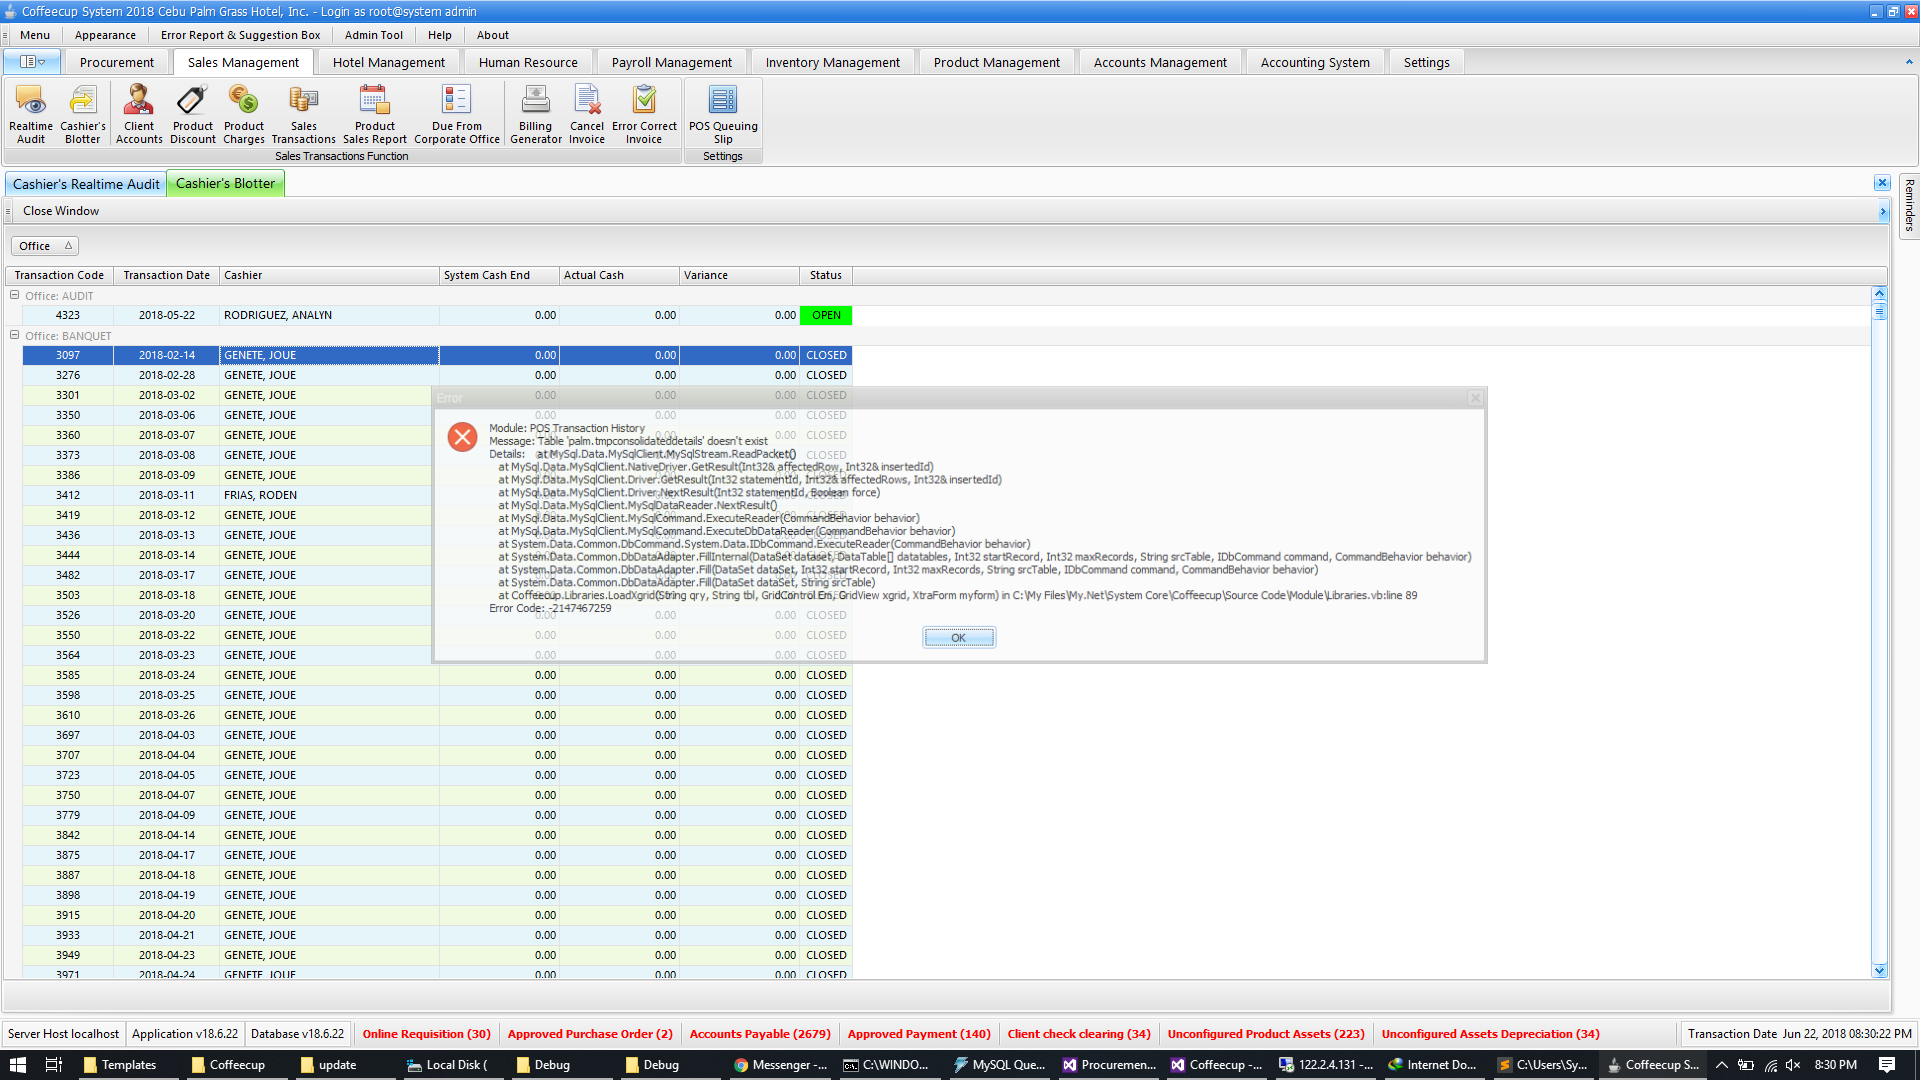 Coffeecup System 2018 Cebu Palm Grass Hotel, Inc. - Login as root@system admin
Menu Appearance Error Report & Suggestion Box Admin Tool Help About
Procurement Sales Management Hotel Management Human Resource Payroll Management Inventory Management Product Management Accounts Management Accounting System Settings
Realtime Audit Cashier's Blotter Client Accounts Product Discount Product Charges Sales Transactions Product Sales Report Due From Corporate Office Billing Generator Cancel Invoice Error Correct Invoice POS Queuing Slip
Sales Transactions Function Settings
Cashier's Realtime Audit Cashier's Blotter
Reminders
Close Window
Office
Transaction Code Transaction Date Cashier System Cash End Actual Cash Variance Status
Office: AUDIT
4323 2018-05-22 RODRIGUEZ, ANALYN 0.00 0.00 0.00 OPEN
Office: BANQUET
3097 2018-02-14 GENETE, JOUE 0.00 0.00 0.00 CLOSED
3276 2018-02-28 GENETE, JOUE 0.00 0.00 0.00 CLOSED
3301 2018-03-02 GENETE, JOUE 0.00 0.00 0.00 CLOSED
3350 2018-03-06 GENETE, JOUE 0.00 0.00 0.00 CLOSED
3360 2018-03-07 GENETE, JOUE 0.00 CLOSED
3373 2018-03-08 GENETE, JOUE
3386 2018-03-09 GENETE, JOUE
3412 2018-03-11 FRIAS, RODEN
3419 2018-03-12 GENETE, JOUE
3436 2018-03-13 GENETE, JOUE
3444 2018-03-14 GENETE, JOUE
3482 2018-03-17 GENETE, JOUE
3503 2018-03-18 GENETE, JOUE
3526 2018-03-20 GENETE, JOUE 0.00 0.00 CLOSED
3550 2018-03-22 GENETE, JOUE 0.00 0.00 0.00 CLOSED
3564 2018-03-23 GENETE, JOUE 0.00 0.00 0.00 CLOSED
3585 2018-03-24 GENETE, JOUE 0.00 0.00 0.00 CLOSED
3598 2018-03-25 GENETE, JOUE 0.00 0.00 0.00 CLOSED
3610 2018-03-26 GENETE, JOUE 0.00 0.00 0.00 CLOSED
3697 2018-04-03 GENETE, JOUE 0.00 0.00 0.00 CLOSED
3707 2018-04-04 GENETE, JOUE 0.00 0.00 0.00 CLOSED
3723 2018-04-05 GENETE, JOUE 0.00 0.00 0.00 CLOSED
3750 2018-04-07 GENETE, JOUE 0.00 0.00 0.00 CLOSED
3779 2018-04-09 GENETE, JOUE 0.00 0.00 0.00 CLOSED
3842 2018-04-14 GENETE, JOUE 0.00 0.00 0.00 CLOSED
3875 2018-04-17 GENETE, JOUE 0.00 0.00 0.00 CLOSED
3887 2018-04-18 GENETE, JOUE 0.00 0.00 0.00 CLOSED
3898 2018-04-19 GENETE, JOUE 0.00 0.00 0.00 CLOSED
3915 2018-04-20 GENETE, JOUE 0.00 0.00 0.00 CLOSED
3933 2018-04-21 GENETE, JOUE 0.00 0.00 0.00 CLOSED
3949 2018-04-23 GENETE, JOUE 0.00 0.00 0.00 CLOSED
3971 2018-04-24 GENETE, JOUE 0.00 0.00 0.00 CLOSED
Error
Module: POS Transaction History
Message: Table 'palm.tmpconsolidateddetails' doesn't exist
Details: at MySql.Data.MySqlClient.MySqlStream.ReadPacket()
at MySql.Data.MySqlClient.NativeDriver.GetResult(Int32& affectedRow, Int32& insertedId)
at MySql.Data.MySqlClient.Driver.GetResult(Int32 statementId, Int32& affectedRows, Int32& insertedId)
at MySql.Data.MySqlClient.Driver.NextResult(Int32 statementId, Boolean force)
at MySql.Data.MySqlClient.MySqlDataReader.NextResult()
at MySql.Data.MySqlClient.MySqlCommand.ExecuteReader(CommandBehavior behavior)
at MySql.Data.MySqlClient.MySqlCommand.ExecuteDbDataReader(CommandBehavior behavior)
at System.Data.Common.DbCommand.System.Data.IDbCommand.ExecuteReader(CommandBehavior behavior)
at System.Data.Common.DbDataAdapter.FillInternal(DataSet dataset, DataTable[] datatables, Int32 startRecord, Int32 maxRecords, String srcTable, IDbCommand command, CommandBehavior behavior)
at System.Data.Common.DbDataAdapter.Fill(DataSet dataSet, Int32 startRecord, Int32 maxRecords, String srcTable, IDbCommand command, CommandBehavior behavior)
at System.Data.Common.DbDataAdapter.Fill(DataSet dataSet, String srcTable)
at Coffeecup.Libraries.LoadXgrid(String qry, String tbl, GridControl Em, GridView xgrid, XtraForm myform) in C:\My Files\My.Net\System Core\Coffeecup\Source Code\Module\Libraries.vb:line 89
Error Code: -2147467259
OK
Server Host localhost Application v18.6.22 Database v18.6.22 Online Requisition (30) Approved Purchase Order (2) Accounts Payable (2679) Approved Payment (140) Client check clearing (34) Unconfigured Product Assets (223) Unconfigured Assets Depreciation (34) Transaction Date Jun 22, 2018 08:30:22 PM
Templates Coffeecup update Local Disk ( Debug Debug Messenger -... C:\WINDO... MySQL Que... Procuremen... Coffeecup -... 122.2.4.131 -... Internet Do... C:\Users\Sy... Coffeecup S... 8:30 PM